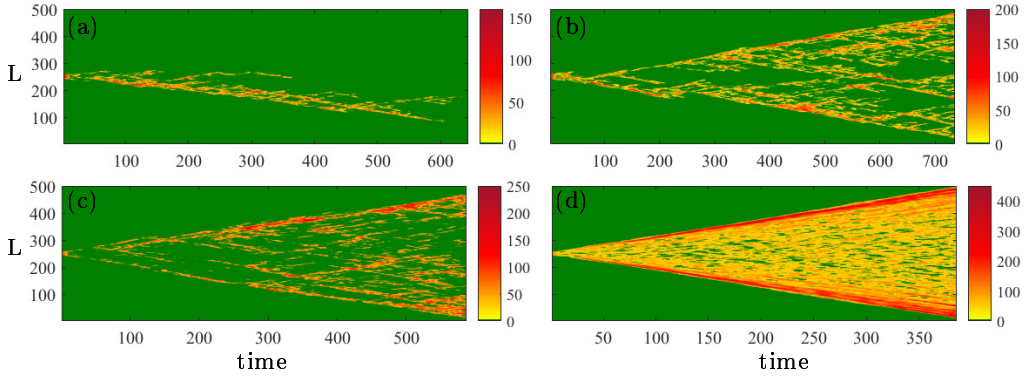 500 (a) 150 500 (b) 200
400 400 150
L 300 100 300 100
200 50 200 50
100 0 100 0
100 200 300 400 500 600 100 200 300 400 500 600 700
500 (c) 250 500 (d)
400 200 400 400
L 300 150 300 300
200 100 200 200
100 50 100 100
0 0
100 200 300 400 500 50 100 150 200 250 300 350
time time